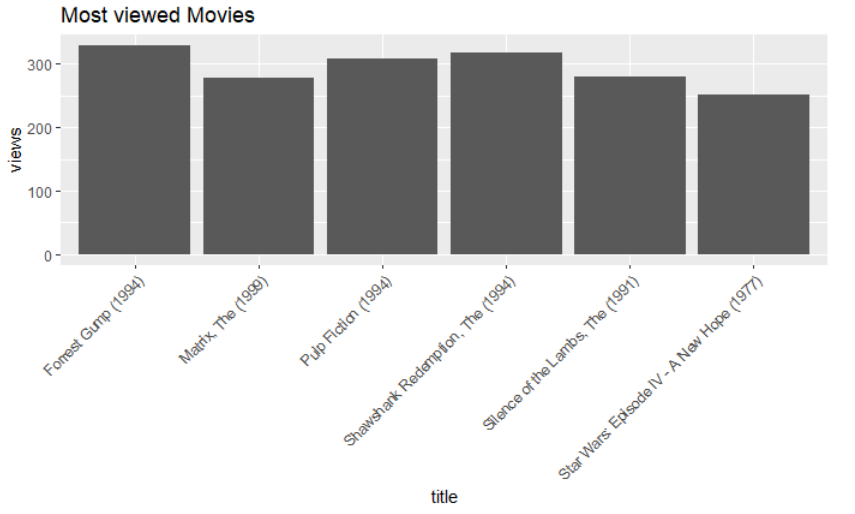 Most viewed Movies
views
300
200
100
0
Forrest Gump (1994)
Matrix, The (1999)
Pulp Fiction (1994)
Shawshank Redemption, The (1994)
Silence of the Lambs, The (1991)
Star Wars: Episode IV - A New Hope (1977)
title